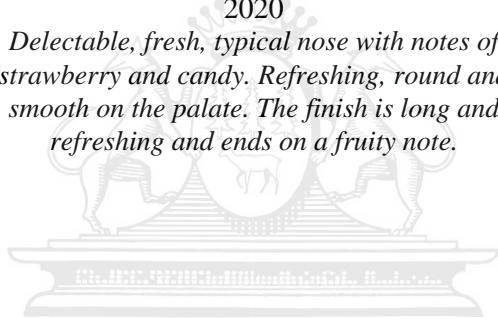 2020
Delectable, fresh, typical nose with notes of
strawberry and candy. Refreshing, round and
smooth on the palate. The finish is long and
refreshing and ends on a fruity note.